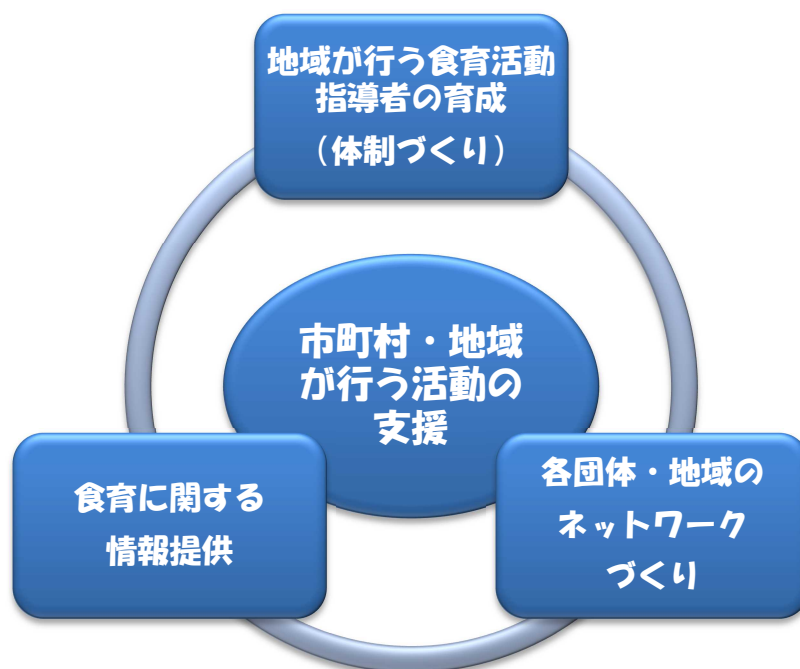 地域が行う食育活動
指導者の育成
（体制づくり）
市町村・地域
が行う活動の
支援
食育に関する
情報提供
各団体・地域の
ネットワーク
づくり